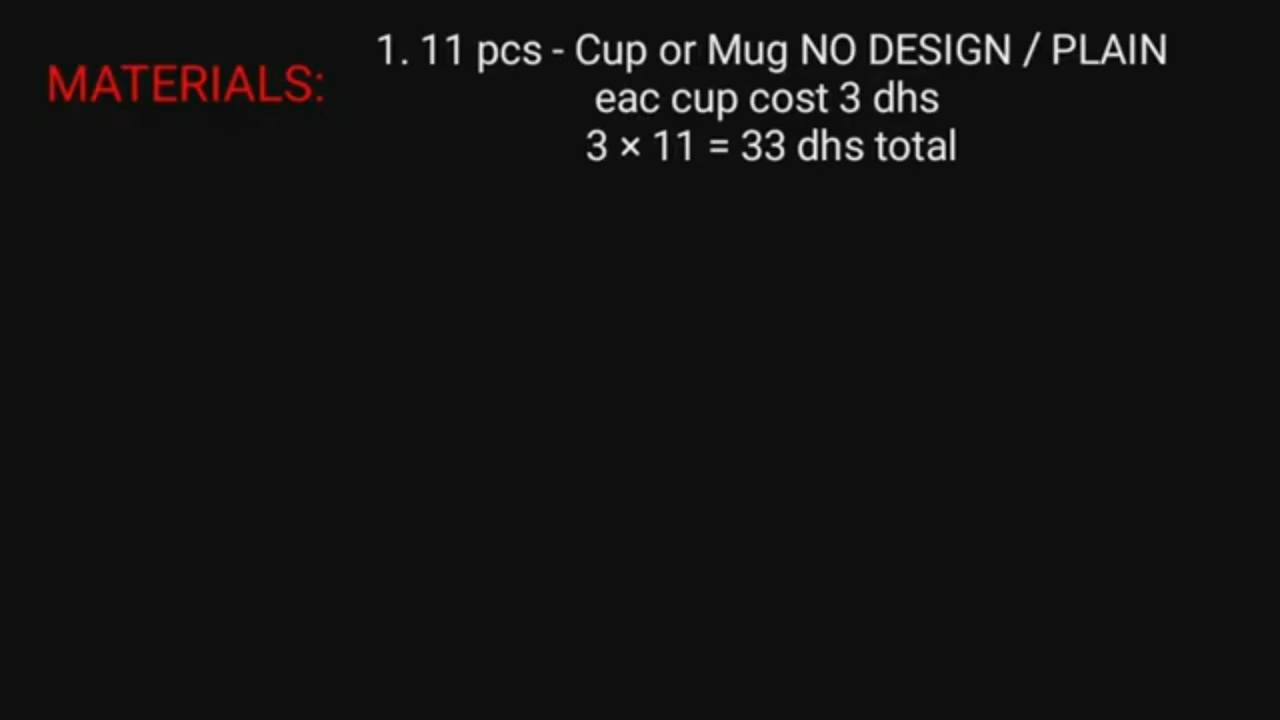 MATERIALS:
1. 11 pcs - Cup or Mug NO DESIGN / PLAIN
eac cup cost 3 dhs
3 × 11 = 33 dhs total